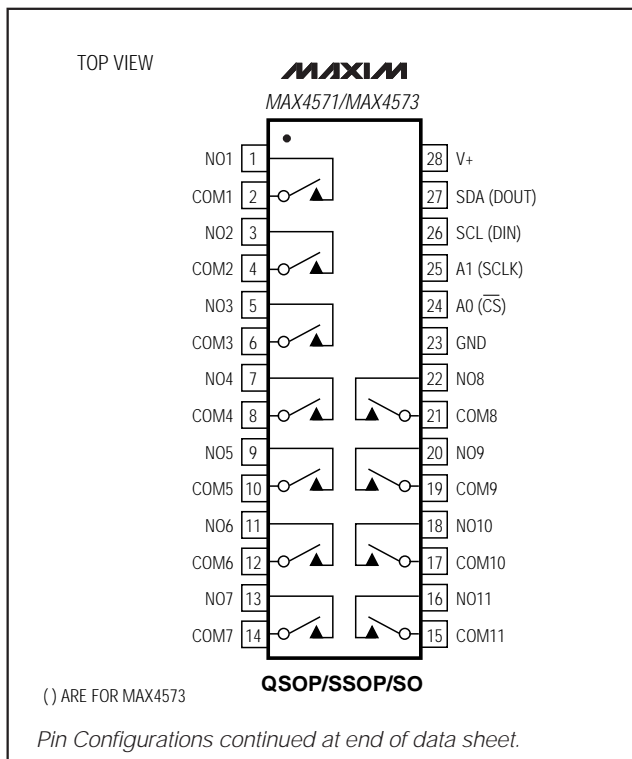 TOP VIEW
MAXIM
MAX4571/MAX4573
NO1 1
COM1 2
NO2 3
COM2 4
NO3 5
COM3 6
NO4 7
COM4 8
NO5 9
COM5 10
NO6 11
COM6 12
NO7 13
COM7 14
28 V+
27 SDA (DOUT)
26 SCL (DIN)
25 A1 (SCLK)
24 A0 (C̅S̅)
23 GND
22 NO8
21 COM8
20 NO9
19 COM9
18 NO10
17 COM10
16 NO11
15 COM11
QSOP/SSOP/SO
( ) ARE FOR MAX4573
Pin Configurations continued at end of data sheet.